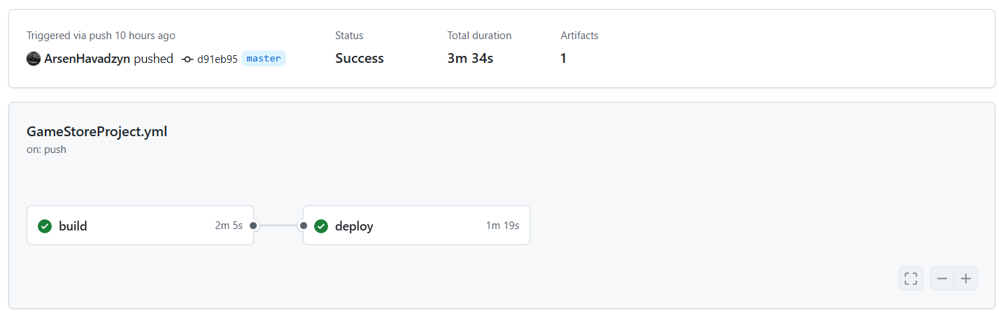 Triggered via push 10 hours ago
ArsenHavadzyn pushed d91eb95 master
Status
Success
Total duration
3m 34s
Artifacts
1
GameStoreProject.yml
on: push
build 2m 5s
deploy 1m 19s